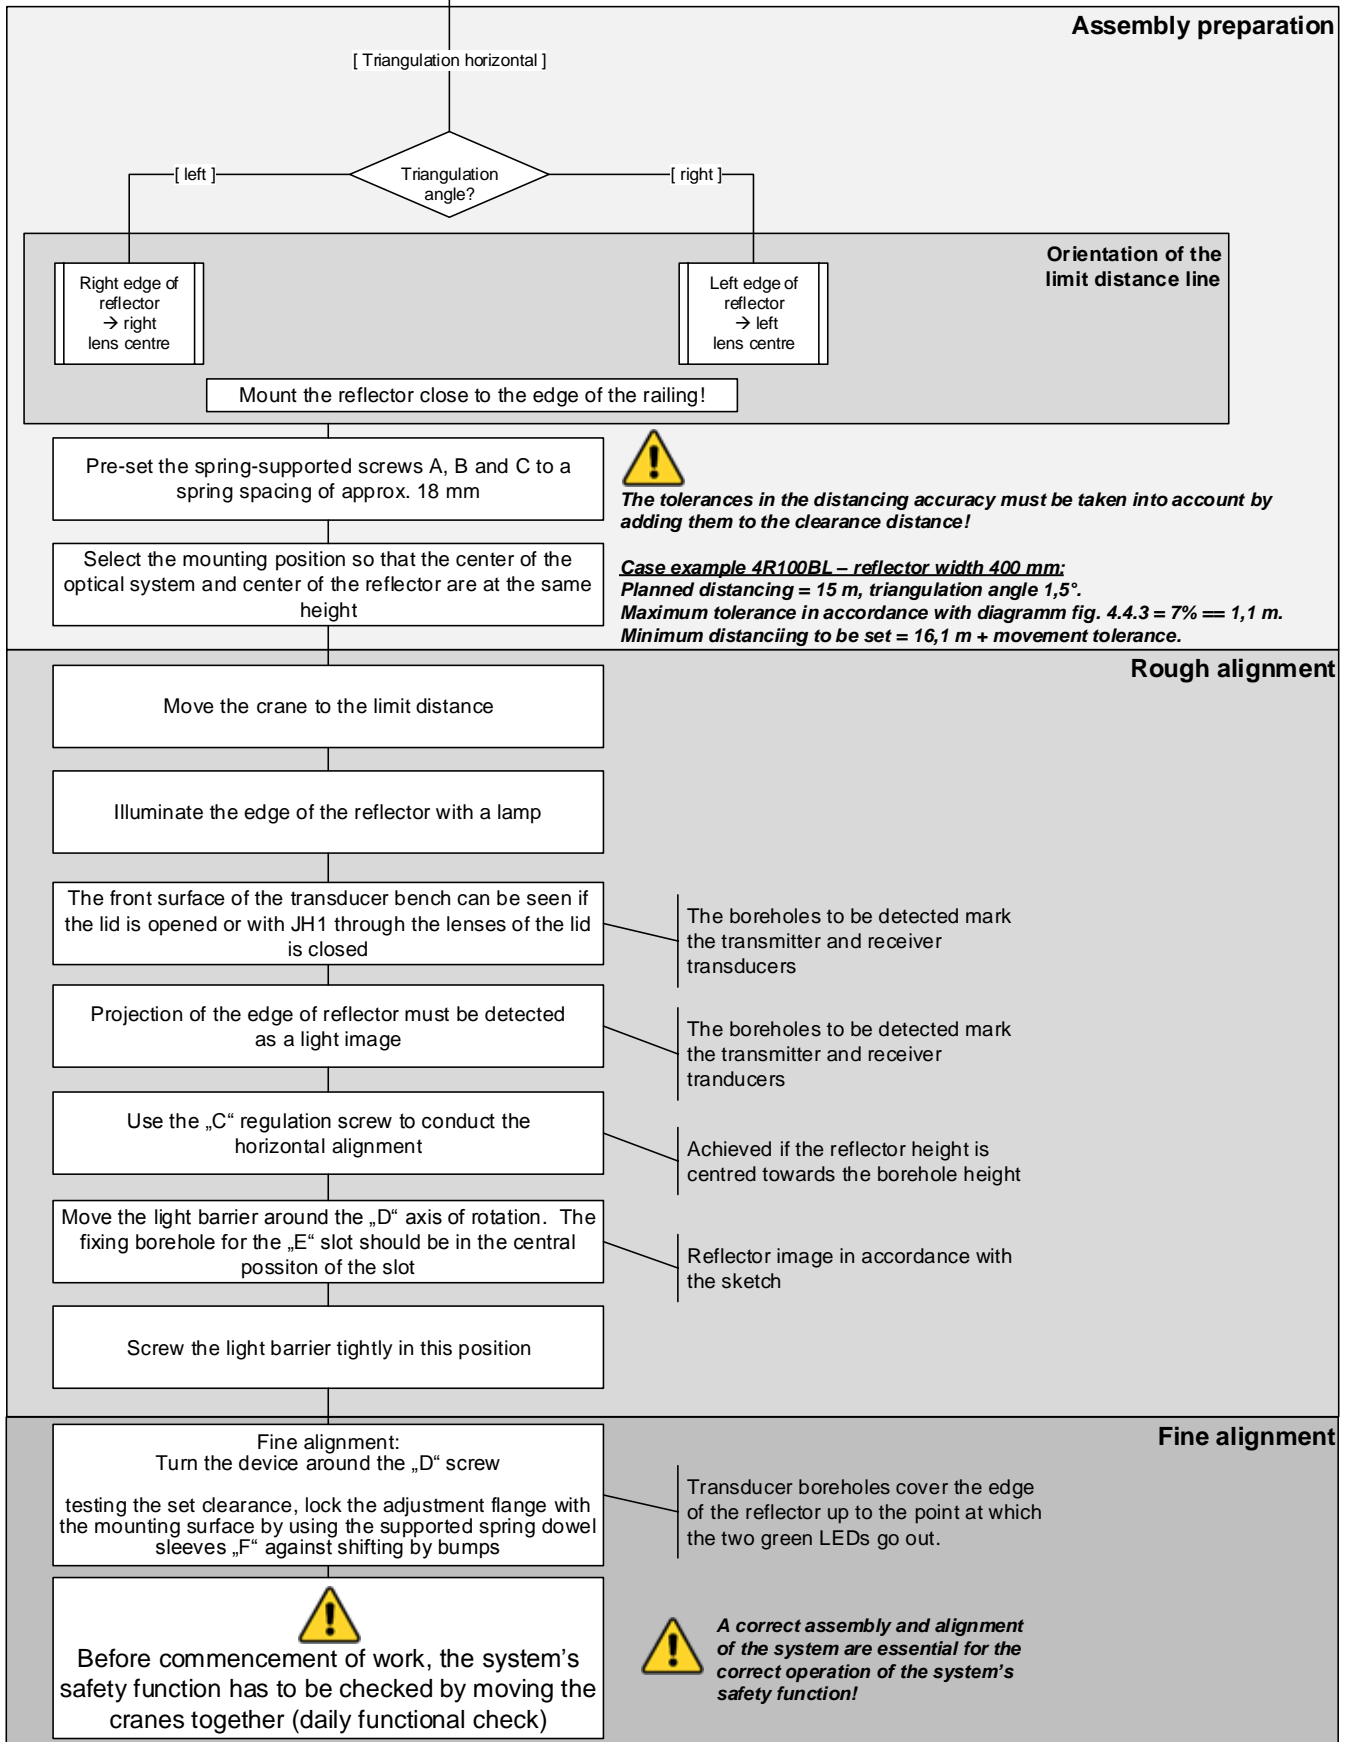 Assembly preparation
[ Triangulation horizontal ]
[ left ]
Triangulation
angle?
[ right ]
Orientation of the
limit distance line
Right edge of
reflector
→ right
lens centre
Left edge of
reflector
→ left
lens centre
Mount the reflector close to the edge of the railing!
Pre-set the spring-supported screws A, B and C to a
spring spacing of approx. 18 mm
The tolerances in the distancing accuracy must be taken into account by
adding them to the clearance distance!
Select the mounting position so that the center of the
optical system and center of the reflector are at the same
height
Case example 4R100BL – reflector width 400 mm:
Planned distancing = 15 m, triangulation angle 1,5°.
Maximum tolerance in accordance with diagramm fig. 4.4.3 = 7% == 1,1 m.
Minimum distanciing to be set = 16,1 m + movement tolerance.
Rough alignment
Move the crane to the limit distance
Illuminate the edge of the reflector with a lamp
The front surface of the transducer bench can be seen if
the lid is opened or with JH1 through the lenses of the lid
is closed
The boreholes to be detected mark
the transmitter and receiver
transducers
Projection of the edge of reflector must be detected
as a light image
The boreholes to be detected mark
the transmitter and receiver
tranducers
Use the „C“ regulation screw to conduct the
horizontal alignment
Achieved if the reflector height is
centred towards the borehole height
Move the light barrier around the „D“ axis of rotation. The
fixing borehole for the „E“ slot should be in the central
possiton of the slot
Reflector image in accordance with
the sketch
Screw the light barrier tightly in this position
Fine alignment
Fine alignment:
Turn the device around the „D“ screw
testing the set clearance, lock the adjustment flange with
the mounting surface by using the supported spring dowel
sleeves „F“ against shifting by bumps
Transducer boreholes cover the edge
of the reflector up to the point at which
the two green LEDs go out.
Before commencement of work, the system’s
safety function has to be checked by moving the
cranes together (daily functional check)
A correct assembly and alignment
of the system are essential for the
correct operation of the system’s
safety function!